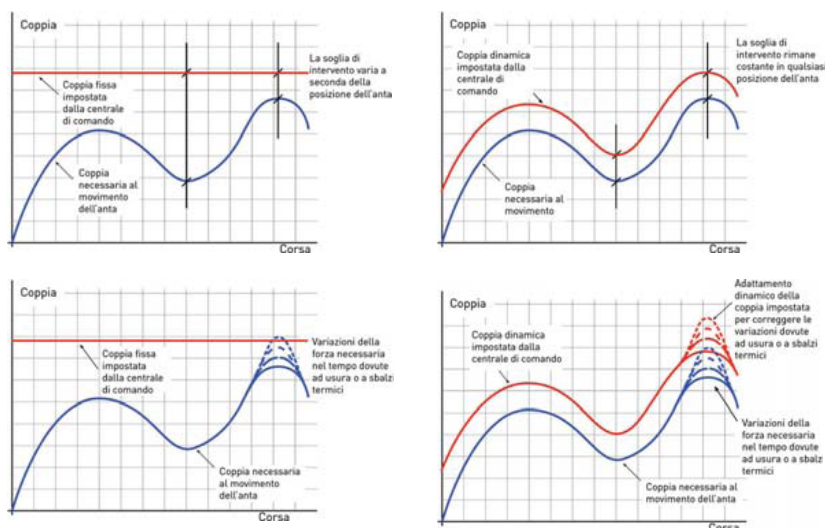 Coppia
Coppia fissa
impostata
dalla centrale
di comando
La soglia di
intervento varia a
seconda della
posizione dell'anta
Coppia
necessaria al
movimento
dell'anta
Corsa
Coppia
Coppia dinamica
impostata dalla
centrale di
comando
La soglia di
intervento rimane
costante in qualsiasi
posizione dell'anta
Coppia
necessaria al
movimento
Corsa
Coppia
Coppia fissa
impostata
dalla centrale
di comando
Variazioni della
forza necessaria
nel tempo dovute
ad usura o a sbalzi
termici
Coppia necessaria
al movimento
dell'anta
Corsa
Coppia
Adattamento
dinamico della
coppia impostata
per correggere le
variazioni dovute
ad usura o a sbalzi
termici
Coppia dinamica
impostata dalla
centrale di comando
Variazioni della
forza necessaria
nel tempo dovute
ad usura o a sbalzi
termici
Coppia necessaria al
movimento dell'anta
Corsa